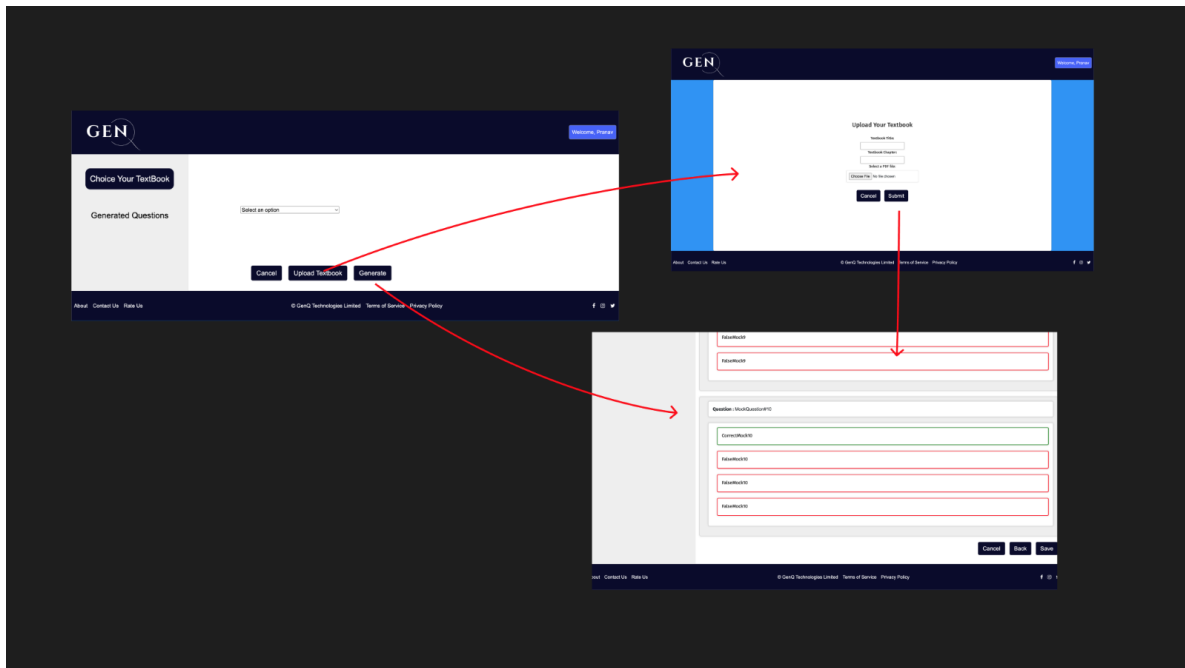 GEN
Welcome, Pranav
Choice Your TextBook
Generated Questions
Select an option
Cancel
Upload Textbook
Generate
About Contact Us Rate Us
© GenQ Technologies Limited Terms of Service Privacy Policy
GEN
Welcome, Pranav
Upload Your Textbook
Textbook Title:
Textbook Chapter:
Select a PDF file:
Choose File No file chosen
Cancel
Submit
About Contact Us Rate Us
© GenQ Technologies Limited Terms of Service Privacy Policy
FalseMock9
FalseMock9
Question : MockQuestion#10
CorrectMock10
FalseMock10
FalseMock10
FalseMock10
Cancel
Back
Save
out Contact Us Rate Us
© GenQ Technologies Limited Terms of Service Privacy Policy